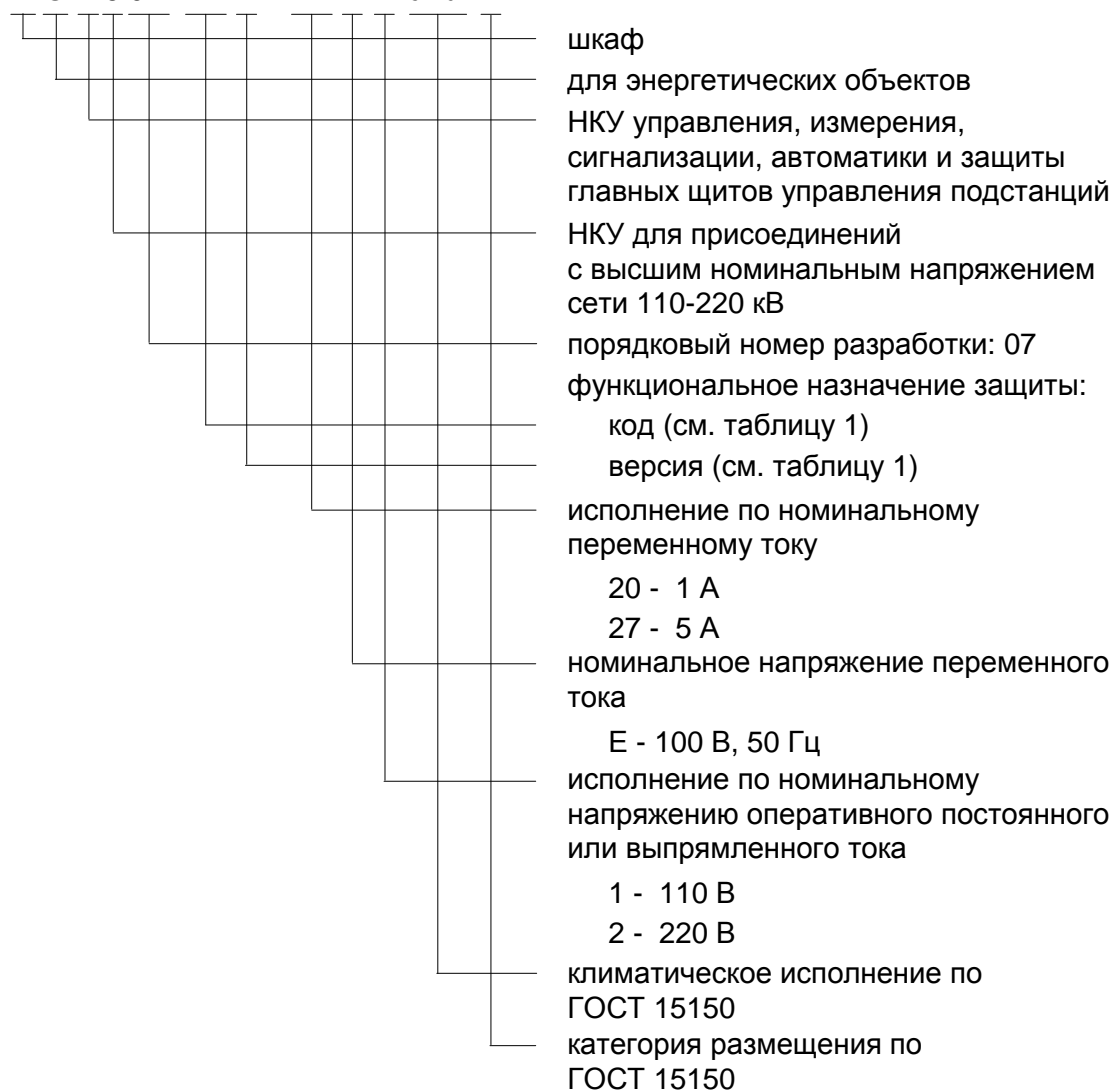 шкаф
для энергетических объектов
НКУ управления, измерения,
сигнализации, автоматики и защиты
главных щитов управления подстанций
НКУ для присоединений
с высшим номинальным напряжением
сети 110-220 кВ
порядковый номер разработки: 07
функциональное назначение защиты:
код (см. таблицу 1)
версия (см. таблицу 1)
исполнение по номинальному
переменному току
20 - 1 А
27 - 5 А
номинальное напряжение переменного
тока
Е - 100 В, 50 Гц
исполнение по номинальному
напряжению оперативного постоянного
или выпрямленного тока
1 - 110 В
2 - 220 В
климатическое исполнение по
ГОСТ 15150
категория размещения по
ГОСТ 15150